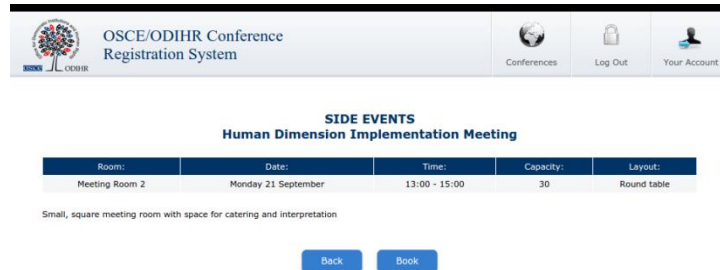 OSCE/ODIHR Conference
Registration System
OSCE ODIHR
Conferences
Log Out
Your Account
SIDE EVENTS
Human Dimension Implementation Meeting
Room: Date: Time: Capacity: Layout:
Meeting Room 2 Monday 21 September 13:00 - 15:00 30 Round table
Small, square meeting room with space for catering and interpretation
Back Book